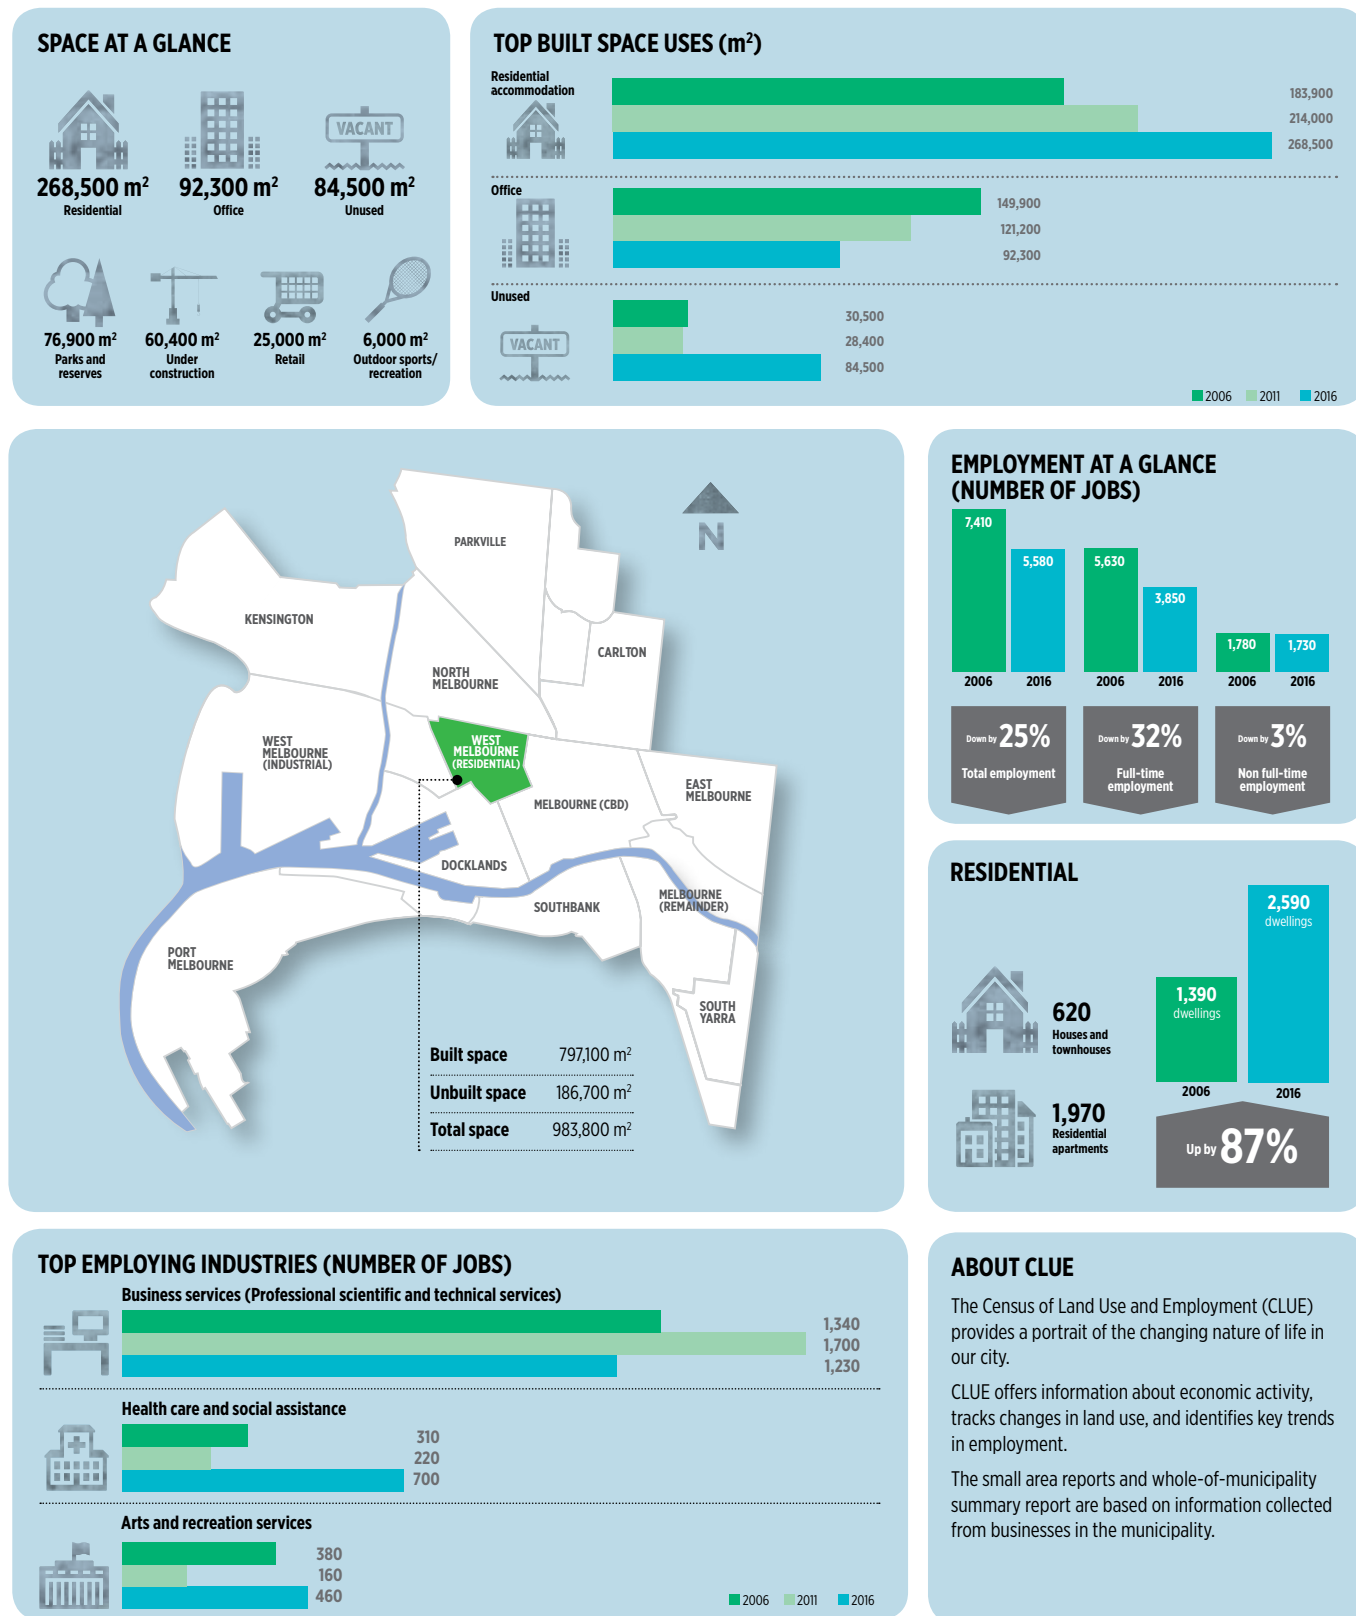 SPACE AT A GLANCE
VACANT
268,500 m²
Residential
92,300 m²
Office
84,500 m²
Unused
76,900 m²
Parks and
reserves
60,400 m²
Under
construction
25,000 m²
Retail
6,000 m²
Outdoor sports/
recreation
TOP BUILT SPACE USES (m²)
Residential
accommodation
183,900
214,000
268,500
Office
149,900
121,200
92,300
Unused
VACANT
30,500
28,400
84,500
2006 2011 2016
N
PARKVILLE
KENSINGTON
CARLTON
NORTH
MELBOURNE
WEST
MELBOURNE
(INDUSTRIAL)
WEST
MELBOURNE
(RESIDENTIAL)
EAST
MELBOURNE
MELBOURNE (CBD)
DOCKLANDS
SOUTHBANK
MELBOURNE
(REMAINDER)
PORT
MELBOURNE
SOUTH
YARRA
Built space 797,100 m²
Unbuilt space 186,700 m²
Total space 983,800 m²
EMPLOYMENT AT A GLANCE
(NUMBER OF JOBS)
7,410
5,580
5,630
3,850
1,780
1,730
2006 2016 2006 2016 2006 2016
Down by 25%
Total employment
Down by 32%
Full-time
employment
Down by 3%
Non full-time
employment
RESIDENTIAL
620
Houses and
townhouses
1,970
Residential
apartments
1,390
dwellings
2006
2,590
dwellings
2016
Up by 87%
TOP EMPLOYING INDUSTRIES (NUMBER OF JOBS)
Business services (Professional scientific and technical services)
1,340
1,700
1,230
Health care and social assistance
310
220
700
Arts and recreation services
380
160
460
2006 2011 2016
ABOUT CLUE
The Census of Land Use and Employment (CLUE)
provides a portrait of the changing nature of life in
our city.
CLUE offers information about economic activity,
tracks changes in land use, and identifies key trends
in employment.
The small area reports and whole-of-municipality
summary report are based on information collected
from businesses in the municipality.